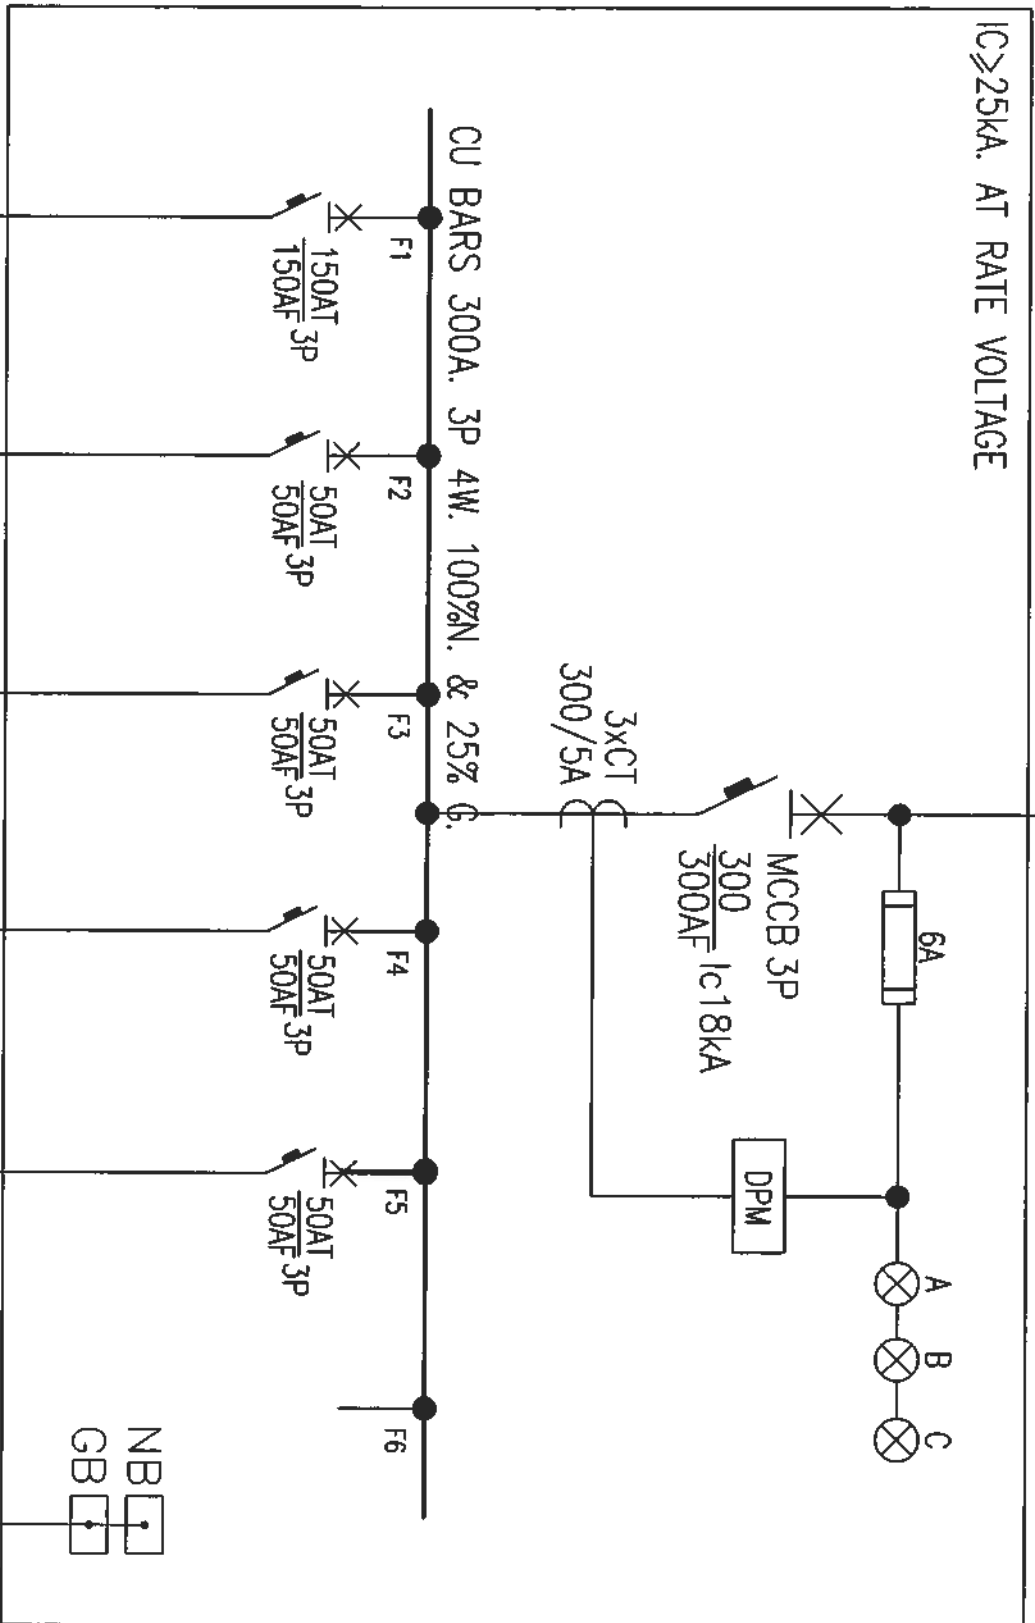 IC≥25kA. AT RATE VOLTAGE
6A
A
B
C
MCCB 3P
300
300AF Ic18kA
DPM
3xCT
300/5A
CU BARS 300A. 3P 4W. 100%N. & 25% G.
F1
150AT
150AF 3P
F2
50AT
50AF 3P
F3
50AT
50AF 3P
F4
50AT
50AF 3P
F5
50AT
50AF 3P
F6
NB
GB